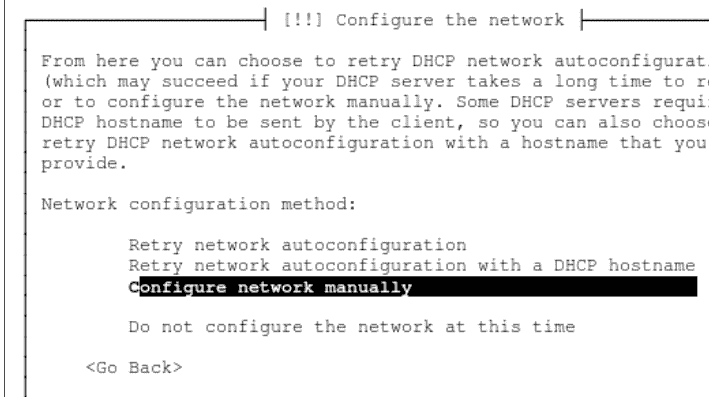 [!!] Configure the network
From here you can choose to retry DHCP network autoconfigurat
(which may succeed if your DHCP server takes a long time to r
or to configure the network manually. Some DHCP servers requi
DHCP hostname to be sent by the client, so you can also choos
retry DHCP network autoconfiguration with a hostname that you
provide.
Network configuration method:
Retry network autoconfiguration
Retry network autoconfiguration with a DHCP hostname
Configure network manually
Do not configure the network at this time
<Go Back>